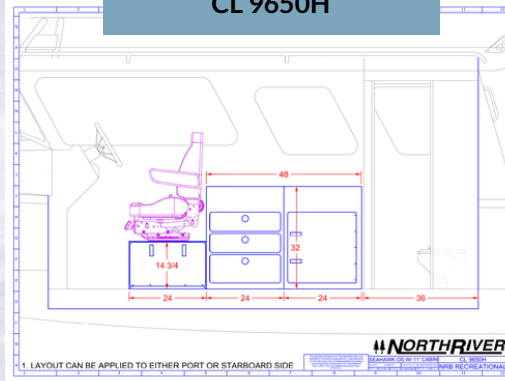 CL 9650H
48
32
14 3/4
24
24
24
36
NORTHRIVER
SEAHAWK OS W/ 11' CABIN
CL 9650H
NRB RECREATIONAL
1. LAYOUT CAN BE APPLIED TO EITHER PORT OR STARBOARD SIDE